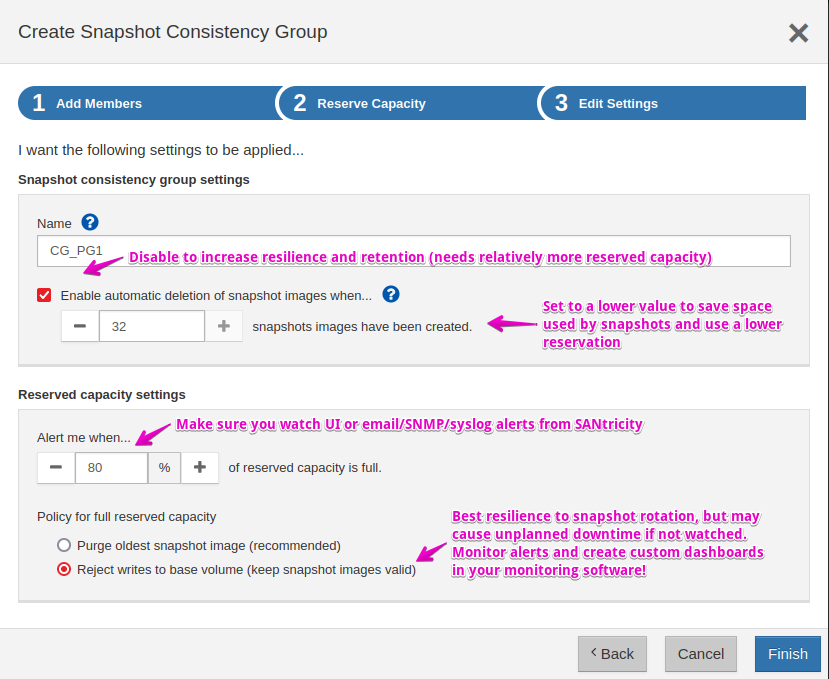 Create Snapshot Consistency Group
1 Add Members
2 Reserve Capacity
3 Edit Settings
I want the following settings to be applied...
Snapshot consistency group settings
Name ?
CG_PG1
Disable to increase resilience and retention (needs relatively more reserved capacity)
Enable automatic deletion of snapshot images when... ?
32
snapshots images have been created.
Set to a lower value to save space
used by snapshots and use a lower
reservation
Reserved capacity settings
Make sure you watch UI or email/SNMP/syslog alerts from SANtricity
Alert me when...
80 %
of reserved capacity is full.
Policy for full reserved capacity
Purge oldest snapshot image (recommended)
Reject writes to base volume (keep snapshot images valid)
Best resilience to snapshot rotation, but may
cause unplanned downtime if not watched.
Monitor alerts and create custom dashboards
in your monitoring software!
Back
Cancel
Finish